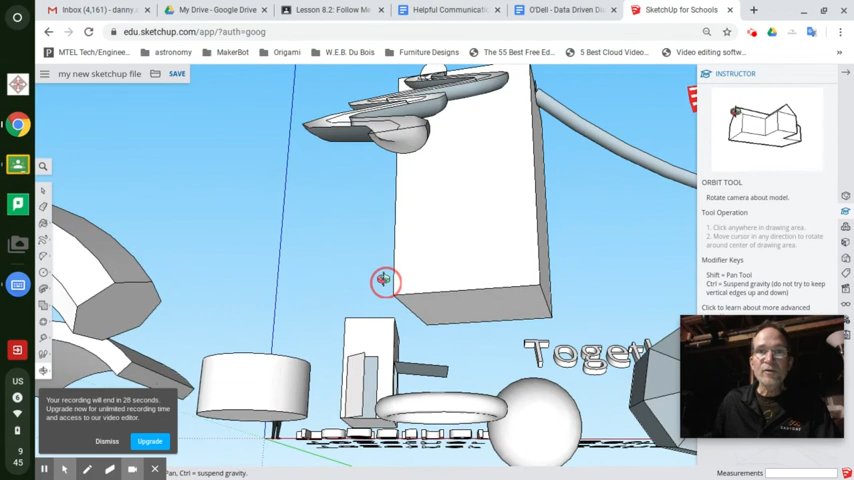 Inbox (4,161) - danny.
My Drive - Google Drive
Lesson 8.2: Follow Me
Helpful Communicatio
O'Dell - Data Driven Dis
SketchUp for Schools
edu.sketchup.com/app/?auth=goog
MTEL Tech/Enginee...
astronomy
MakerBot
Origami
W.E.B. Du Bois
Furniture Designs
The 55 Best Free Ed...
5 Best Cloud Video...
Video editing softw...
my new sketchup file
SAVE
INSTRUCTOR
ORBIT TOOL
Rotate camera about model.
Tool Operation
1. Click anywhere in drawing area.
2. Move cursor in any direction to rotate
around center of drawing area.
Modifier Keys
Shift = Pan Tool
Ctrl = Suspend gravity (do not try to keep
vertical edges up and down)
Click to learn about more advanced
Toget
Your recording will end in 28 seconds.
Upgrade now for unlimited recording time
and access to our video editor.
Dismiss
Upgrade
US
6
9
45
Pan, Ctrl = suspend gravity.
Measurements